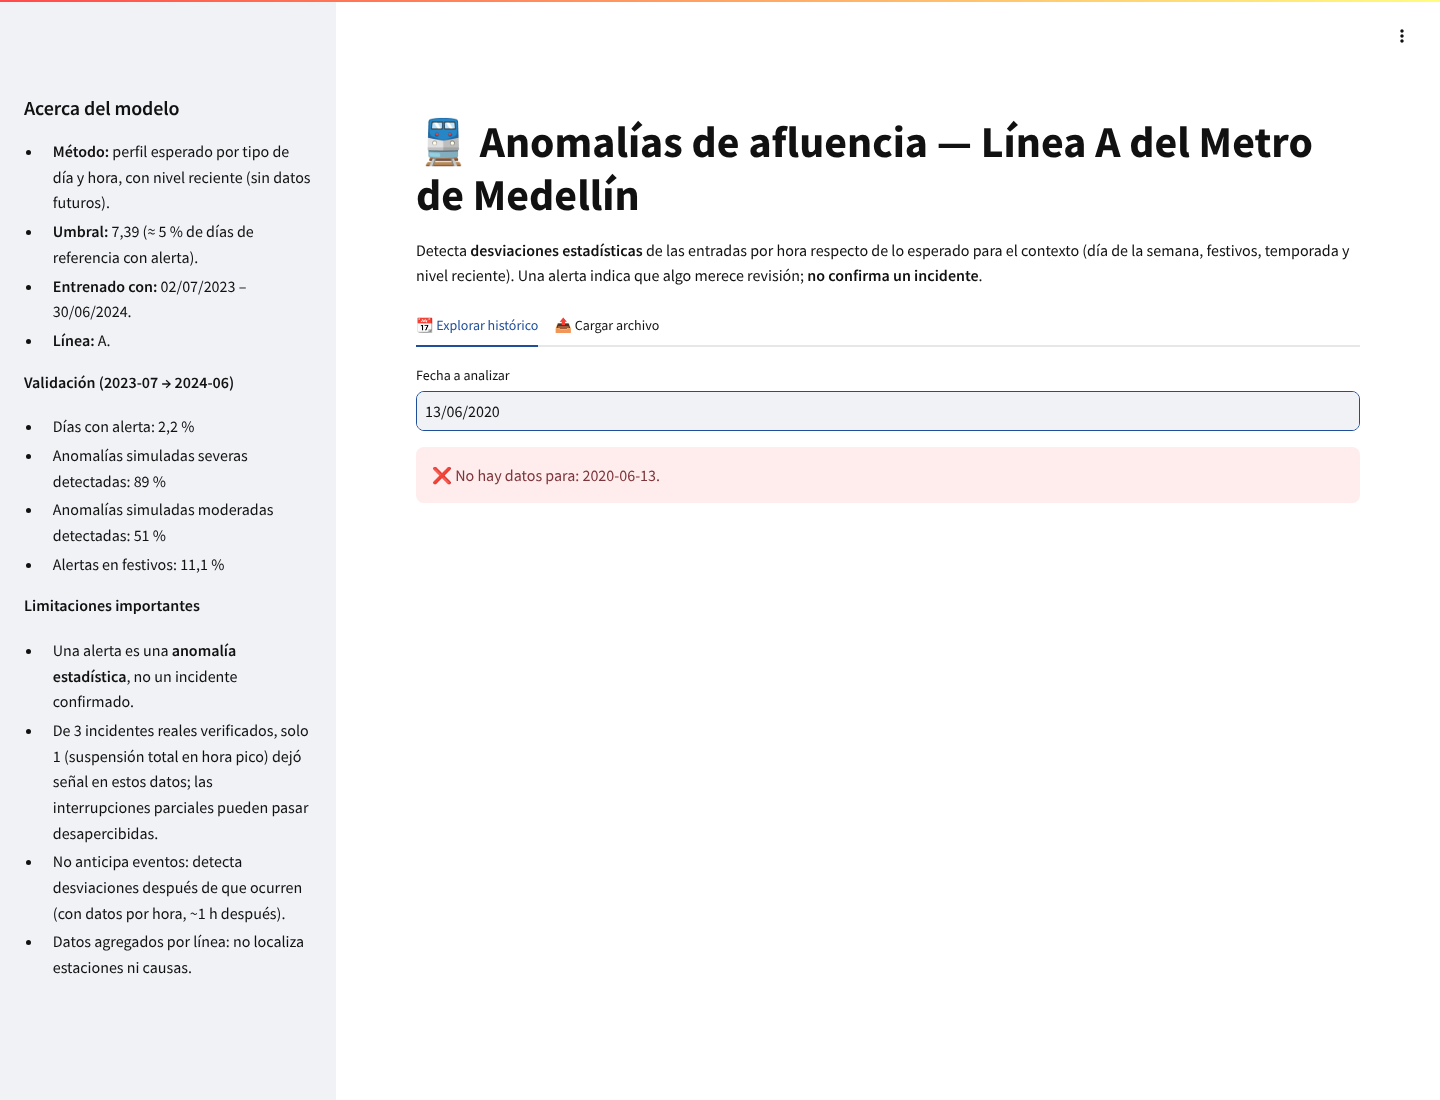 Acerca del modelo
Método: perfil esperado por tipo de
día y hora, con nivel reciente (sin datos
futuros).
Umbral: 7,39 (≈ 5 % de días de
referencia con alerta).
Entrenado con: 02/07/2023 –
30/06/2024.
Línea: A.
Validación (2023-07 → 2024-06)
Días con alerta: 2,2 %
Anomalías simuladas severas
detectadas: 89 %
Anomalías simuladas moderadas
detectadas: 51 %
Alertas en festivos: 11,1 %
Limitaciones importantes
Una alerta es una anomalía
estadística, no un incidente
confirmado.
De 3 incidentes reales verificados, solo
1 (suspensión total en hora pico) dejó
señal en estos datos; las
interrupciones parciales pueden pasar
desapercibidas.
No anticipa eventos: detecta
desviaciones después de que ocurren
(con datos por hora, ~1 h después).
Datos agregados por línea: no localiza
estaciones ni causas.
Anomalías de afluencia — Línea A del Metro
de Medellín
Detecta desviaciones estadísticas de las entradas por hora respecto de lo esperado para el contexto (día de la semana, festivos, temporada y
nivel reciente). Una alerta indica que algo merece revisión; no confirma un incidente.
Explorar histórico Cargar archivo
Fecha a analizar
13/06/2020
No hay datos para: 2020-06-13.